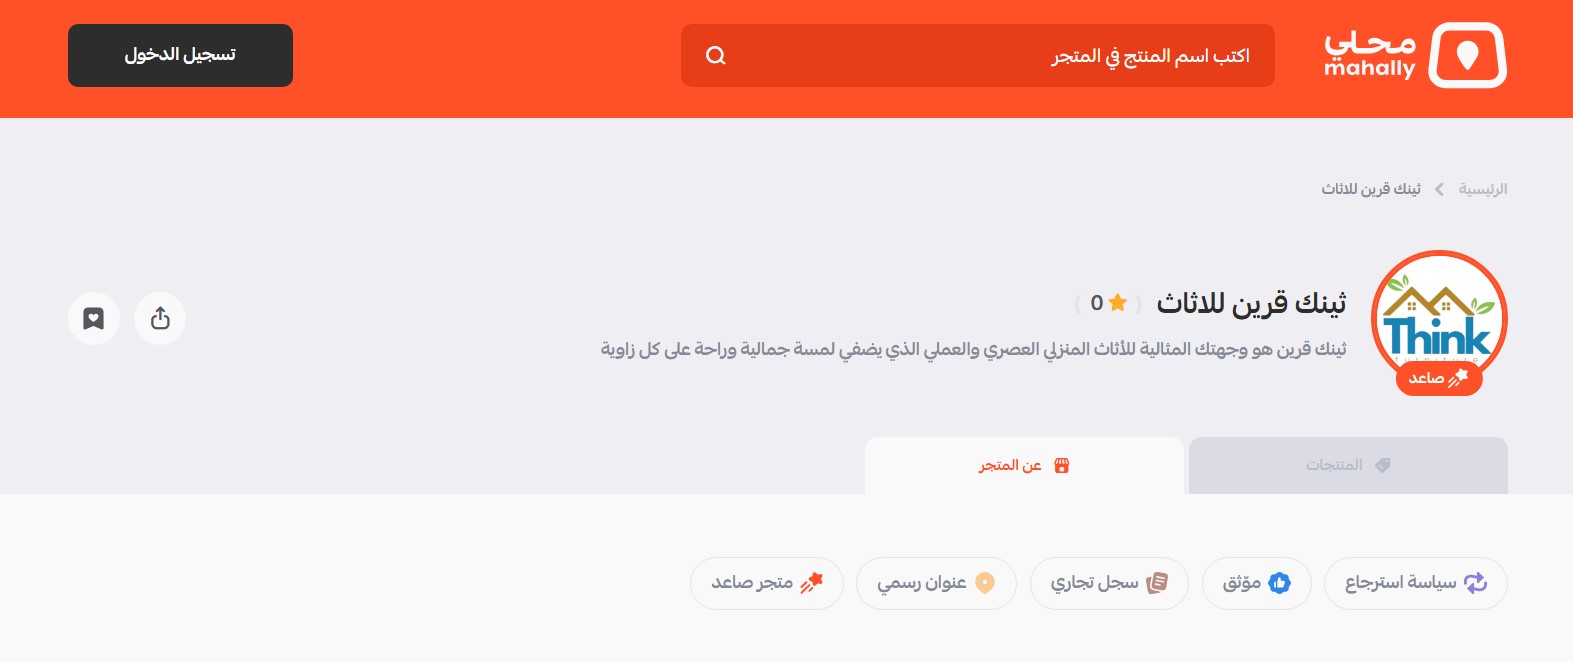 محلي
mahally
اكتب اسم المنتج في المتجر
تسجيل الدخول
الرئيسية
ثينك قرين للاثاث
Think
صاعد
ثينك قرين للاثاث
( 0 )
ثينك قرين هو وجهتك المثالية للأثاث المنزلي العصري والعملي الذي يضفي لمسة جمالية وراحة على كل زاوية
المنتجات
عن المتجر
سياسة استرجاع
موّثق
سجل تجاري
عنوان رسمي
متجر صاعد